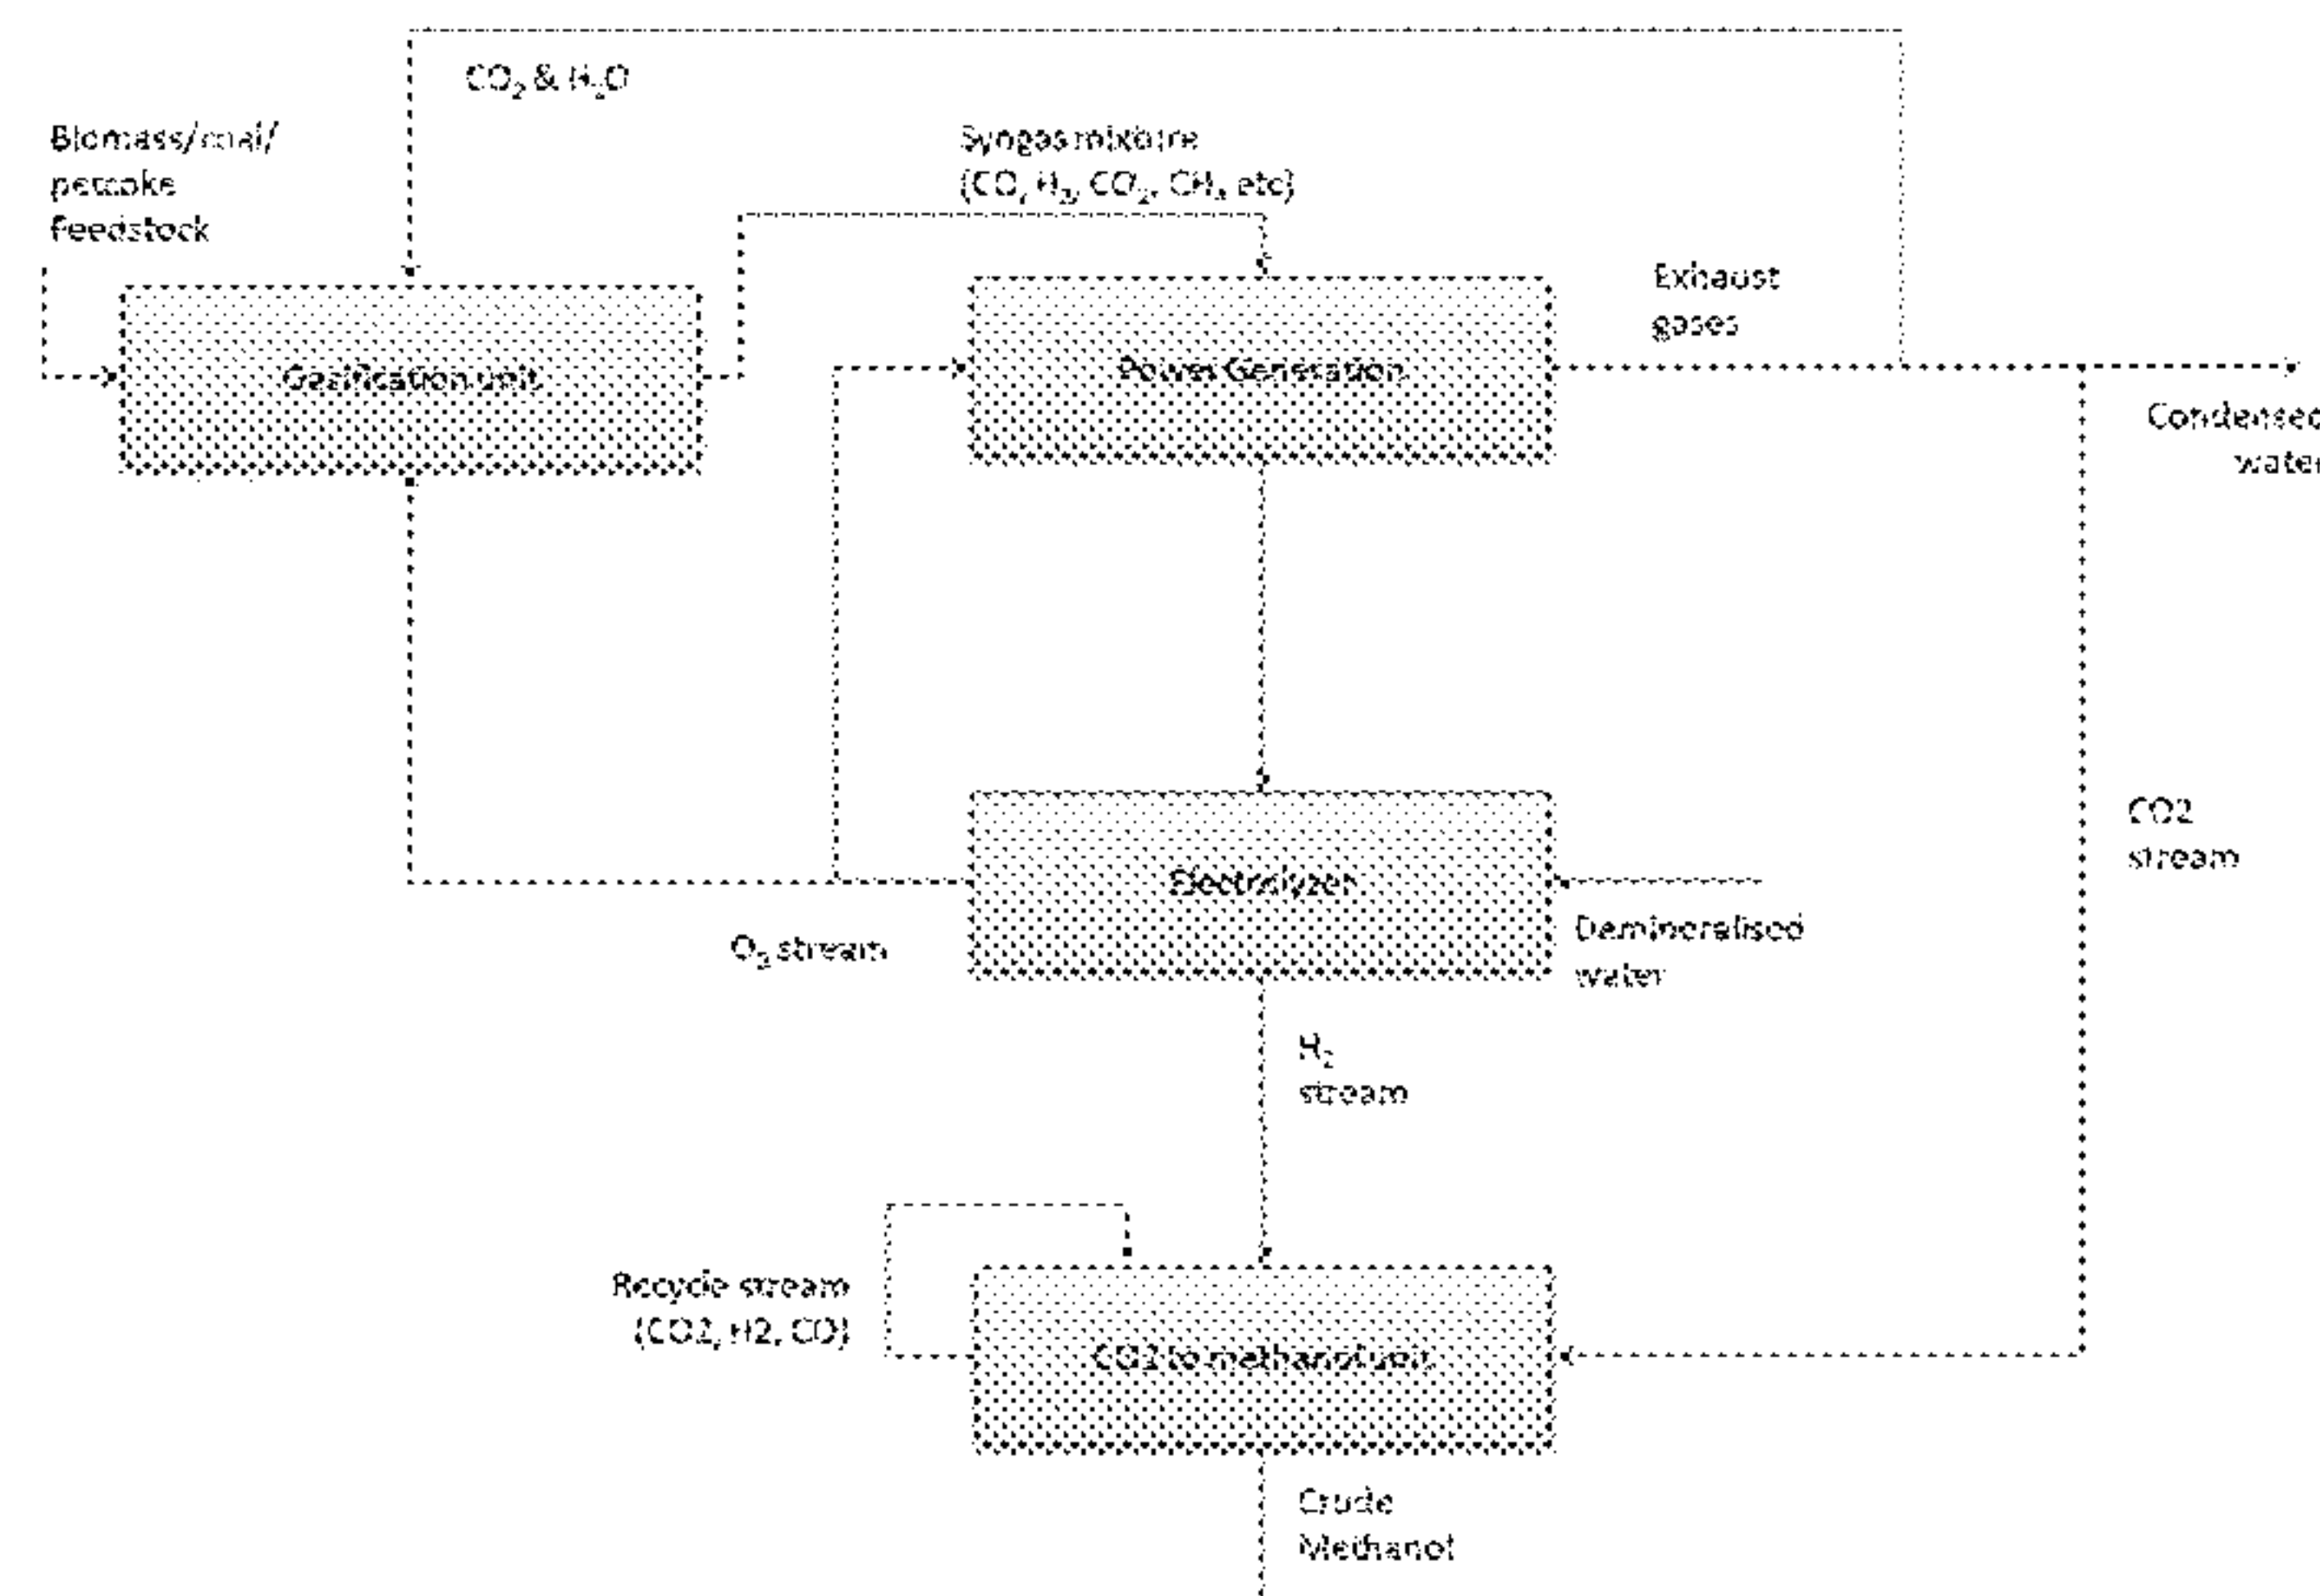 CO₂ & H₂O
Biomass/coal/
petcoke
Feedstock
Syngas mixture
(CO, H₂, CO₂, CH₄ etc)
Exhaust
gases
Gasification unit
Power Generation
Condensed
water
CO2
stream
Electrolyzer
Demineralised
water
O₂ stream
H₂
stream
Recycle stream
(CO2, H2, CO)
CO2 to methanol unit
Crude
Methanol